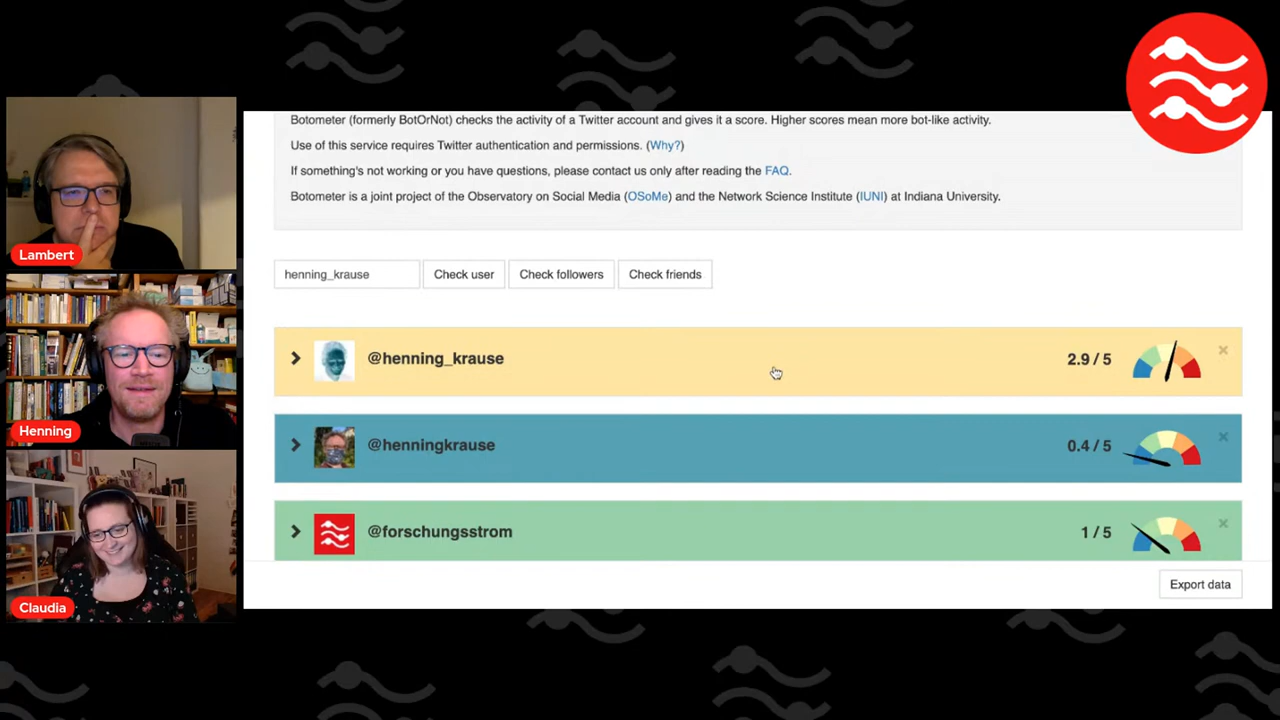 Botometer (formerly BotOrNot) checks the activity of a Twitter account and gives it a score. Higher scores mean more bot-like activity.
Use of this service requires Twitter authentication and permissions. (Why?)
If something's not working or you have questions, please contact us only after reading the FAQ.
Botometer is a joint project of the Observatory on Social Media (OSoMe) and the Network Science Institute (IUNI) at Indiana University.
henning_krause Check user Check followers Check friends
@henning_krause 2.9 / 5
@henningkrause 0.4 / 5
@forschungsstrom 1 / 5
Export data
Lambert
Henning
Claudia